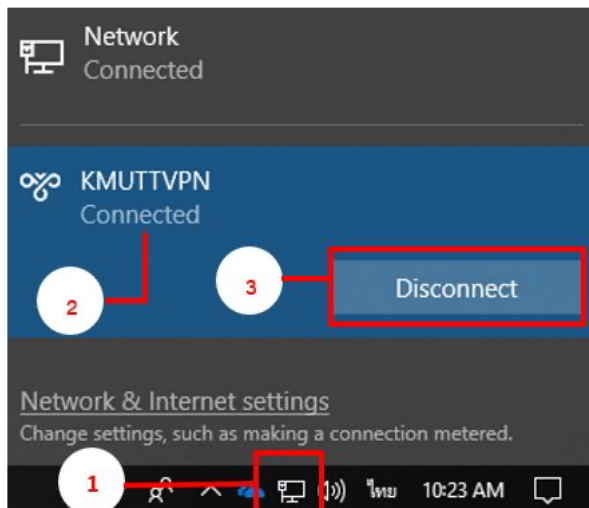 Network
Connected
KMUTTVPN
Connected
2
3
Disconnect
Network & Internet settings
Change settings, such as making a connection metered.
1
ไทย 10:23 AM